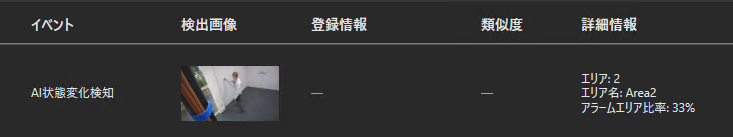 イベント 検出画像 登録情報 類似度 詳細情報
AI状態変化検知 — — エリア: 2
エリア名: Area2
アラームエリア比率: 33%